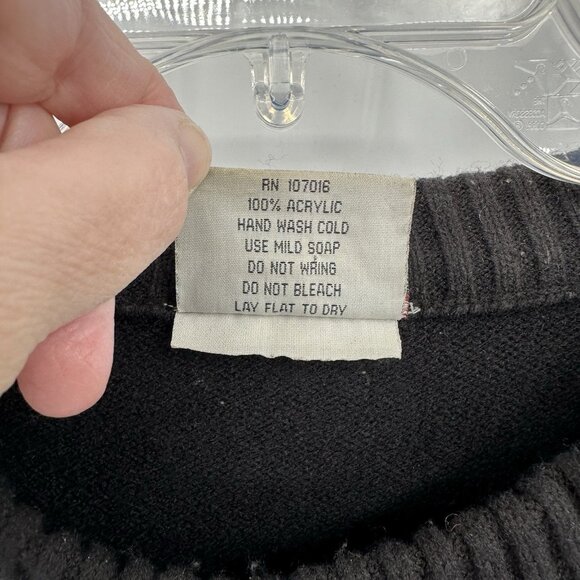 RN 107016
100% ACRYLIC
HAND WASH COLD
USE MILD SOAP
DO NOT WRING
DO NOT BLEACH
LAY FLAT TO DRY